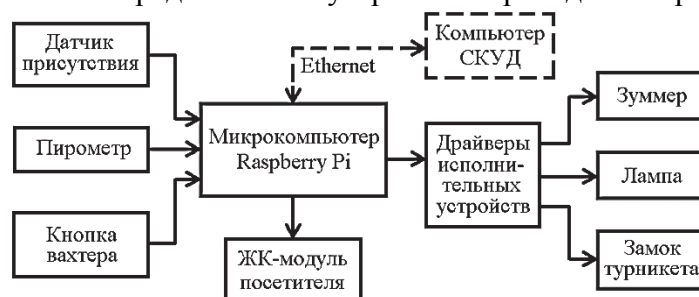 Компьютер
СКУД
Ethernet
Датчик
присутствия
Пирометр
Кнопка
вахтера
Микрокомпьютер
Raspberry Pi
ЖК-модуль
посетителя
Драйверы
исполни-
тельных
устройств
Зуммер
Лампа
Замок
турникета